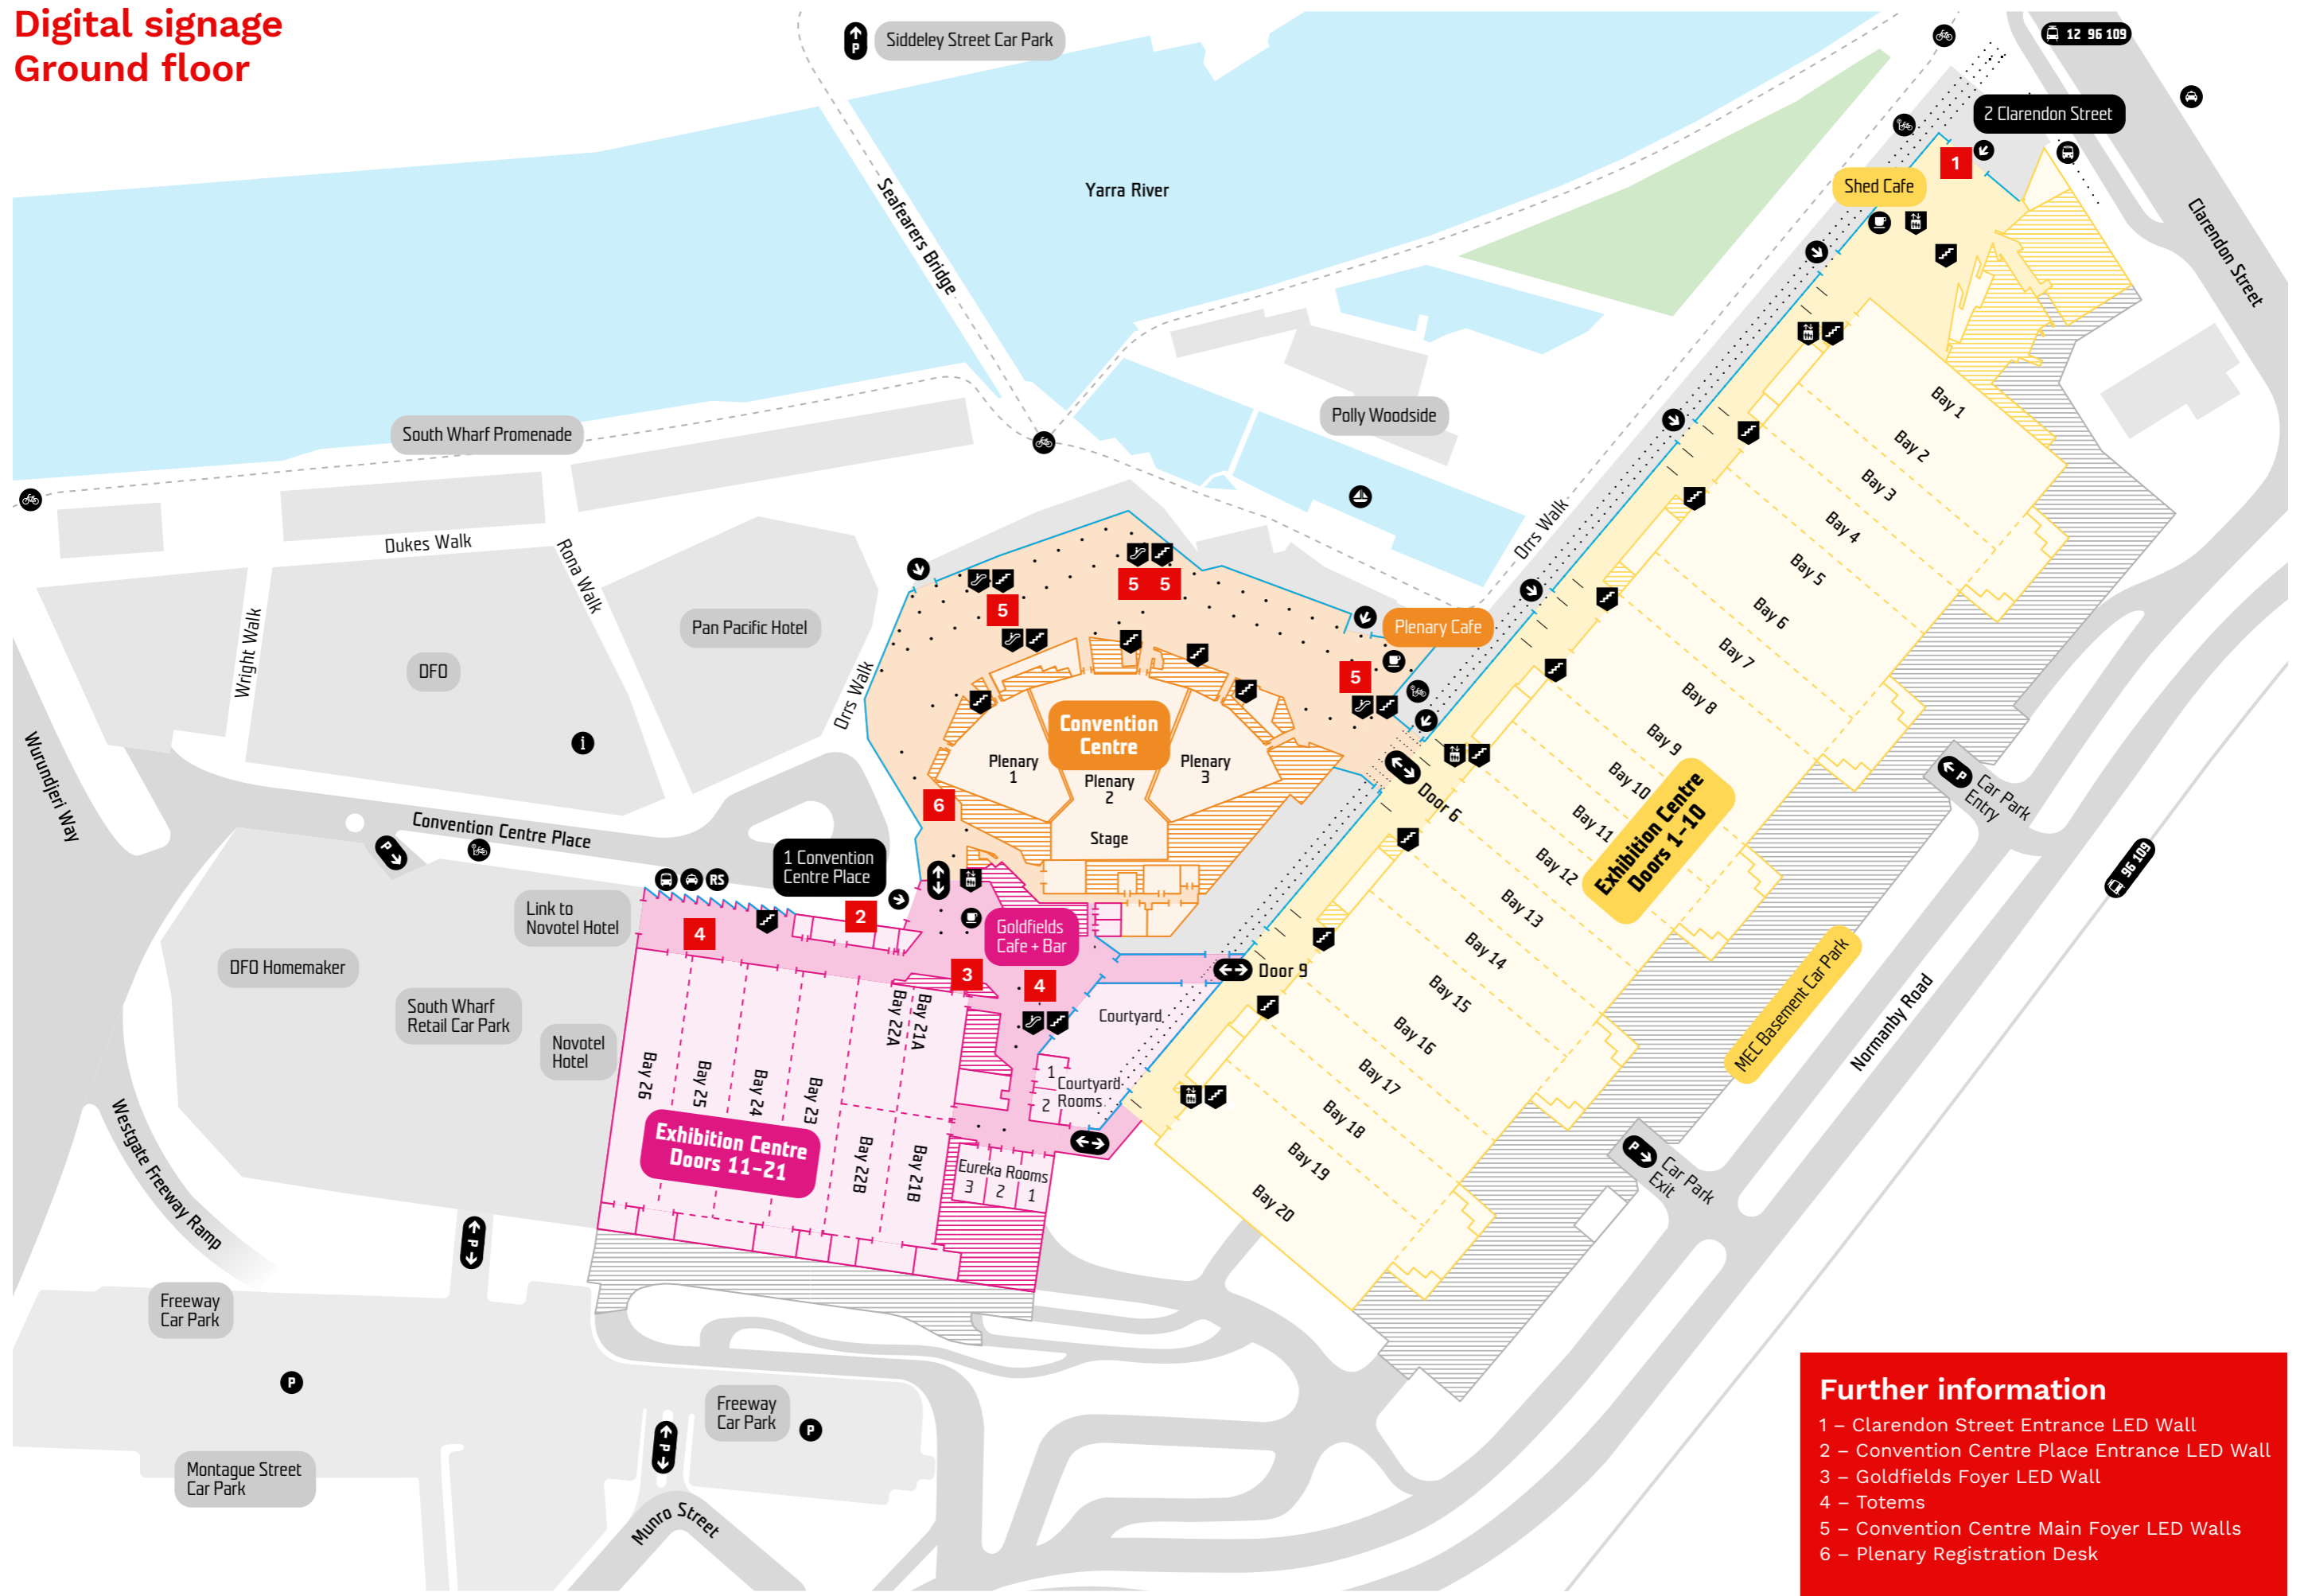 Digital signage
Ground floor
P
Siddeley Street Car Park
12 96 109
2 Clarendon Street
1
Shed Cafe
Yarra River
Seafarers Bridge
Clarendon Street
South Wharf Promenade
Polly Woodside
Dukes Walk
Rona Walk
Wright Walk
Orrs Walk
Pan Pacific Hotel
DFO
i
Orrs Walk
Wurundjeri Way
5 5
5
5
Plenary Cafe
Convention
Centre
Plenary
1
Plenary
2
Plenary
3
Stage
6
Convention Centre Place
P
1 Convention
Centre Place
RS
2
4
Link to
Novotel Hotel
Goldfields
Cafe + Bar
3
4
DFO Homemaker
South Wharf
Retail Car Park
Novotel
Hotel
Courtyard
1
2
Courtyard
Rooms
Door 6
Door 9
Bay 1
Bay 2
Bay 3
Bay 4
Bay 5
Bay 6
Bay 7
Bay 8
Bay 9
Bay 10
Bay 11
Bay 12
Bay 13
Bay 14
Bay 15
Bay 16
Bay 17
Bay 18
Bay 19
Bay 20
Exhibition Centre
Doors 1-10
P
Car Park
Entry
96 109
MEC Basement Car Park
Normanby Road
P
Car Park
Exit
Bay 26
Bay 25
Bay 24
Bay 23
Bay 22A
Bay 21A
Bay 22B
Bay 21B
Exhibition Centre
Doors 11-21
Eureka Rooms
3 2 1
Westgate Freeway Ramp
P
Freeway
Car Park
P
Freeway
Car Park
P
P
Montague Street
Car Park
Munro Street
Further information
1 – Clarendon Street Entrance LED Wall
2 – Convention Centre Place Entrance LED Wall
3 – Goldfields Foyer LED Wall
4 – Totems
5 – Convention Centre Main Foyer LED Walls
6 – Plenary Registration Desk